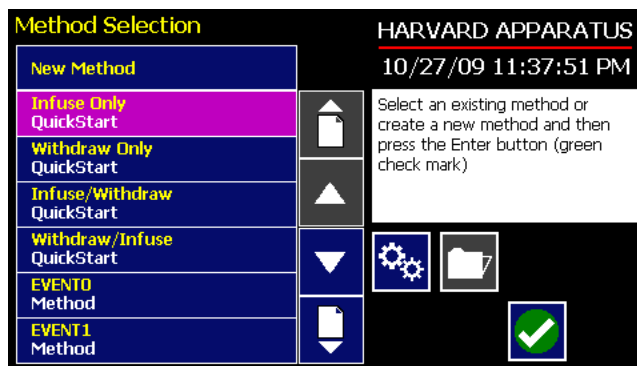 Method Selection
New Method
Infuse Only
QuickStart
Withdraw Only
QuickStart
Infuse/Withdraw
QuickStart
Withdraw/Infuse
QuickStart
EVENT0
Method
EVENT1
Method
HARVARD APPARATUS
10/27/09 11:37:51 PM
Select an existing method or
create a new method and then
press the Enter button (green
check mark)